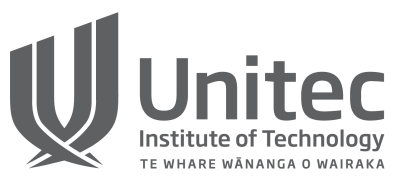 Unitec
Institute of Technology
TE WHARE WĀNANGA O WAIRAKA